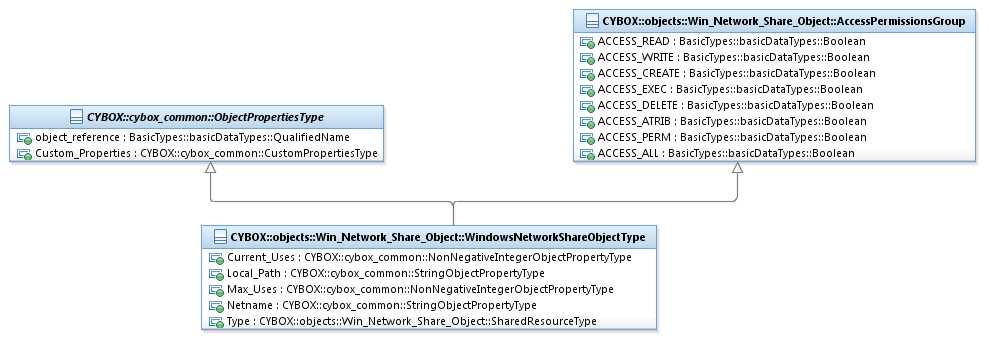 CYBOX::objects::Win_Network_Share_Object::AccessPermissionsGroup
ACCESS_READ : BasicTypes::basicDataTypes::Boolean
ACCESS_WRITE : BasicTypes::basicDataTypes::Boolean
ACCESS_CREATE : BasicTypes::basicDataTypes::Boolean
ACCESS_EXEC : BasicTypes::basicDataTypes::Boolean
ACCESS_DELETE : BasicTypes::basicDataTypes::Boolean
ACCESS_ATRIB : BasicTypes::basicDataTypes::Boolean
ACCESS_PERM : BasicTypes::basicDataTypes::Boolean
ACCESS_ALL : BasicTypes::basicDataTypes::Boolean
CYBOX::cybox_common::ObjectPropertiesType
object_reference : BasicTypes::basicDataTypes::QualifiedName
Custom_Properties : CYBOX::cybox_common::CustomPropertiesType
CYBOX::objects::Win_Network_Share_Object::WindowsNetworkShareObjectType
Current_Uses : CYBOX::cybox_common::NonNegativeIntegerObjectPropertyType
Local_Path : CYBOX::cybox_common::StringObjectPropertyType
Max_Uses : CYBOX::cybox_common::NonNegativeIntegerObjectPropertyType
Netname : CYBOX::cybox_common::StringObjectPropertyType
Type : CYBOX::objects::Win_Network_Share_Object::SharedResourceType